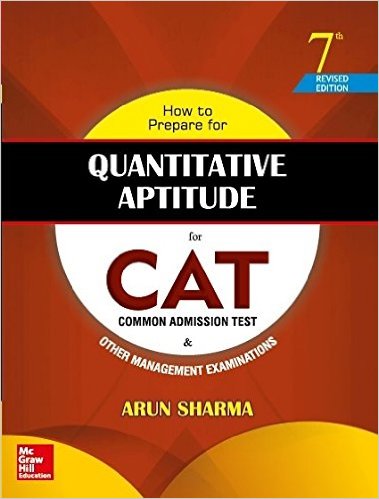 7th
REVISED
EDITION
How to
Prepare for
QUANTITATIVE
APTITUDE
for
CAT
COMMON ADMISSION TEST
&
OTHER MANAGEMENT EXAMINATIONS
ARUN SHARMA
Mc
Graw
Hill
Education